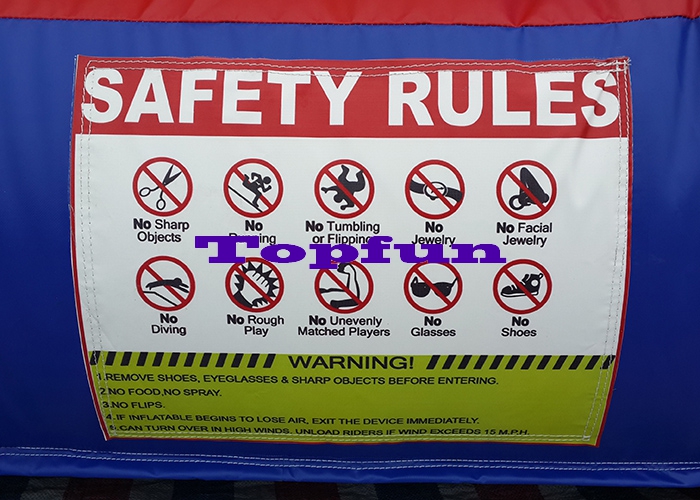 SAFETY RULES
No Sharp Objects
No
No Tumbling or Flipping
No Jewelry
No Facial Jewelry
Topfun
No Diving
No Rough Play
No Unevenly Matched Players
No Glasses
No Shoes
WARNING!
1.REMOVE SHOES, EYEGLASSES & SHARP OBJECTS BEFORE ENTERING.
2.NO FOOD,NO SPRAY.
3.NO FLIPS.
4.IF INFLATABLE BEGINS TO LOSE AIR, EXIT THE DEVICE IMMEDIATELY.
5.CAN TURN OVER IN HIGH WINDS. UNLOAD RIDERS IF WIND EXCEEDS 15 M.P.H.